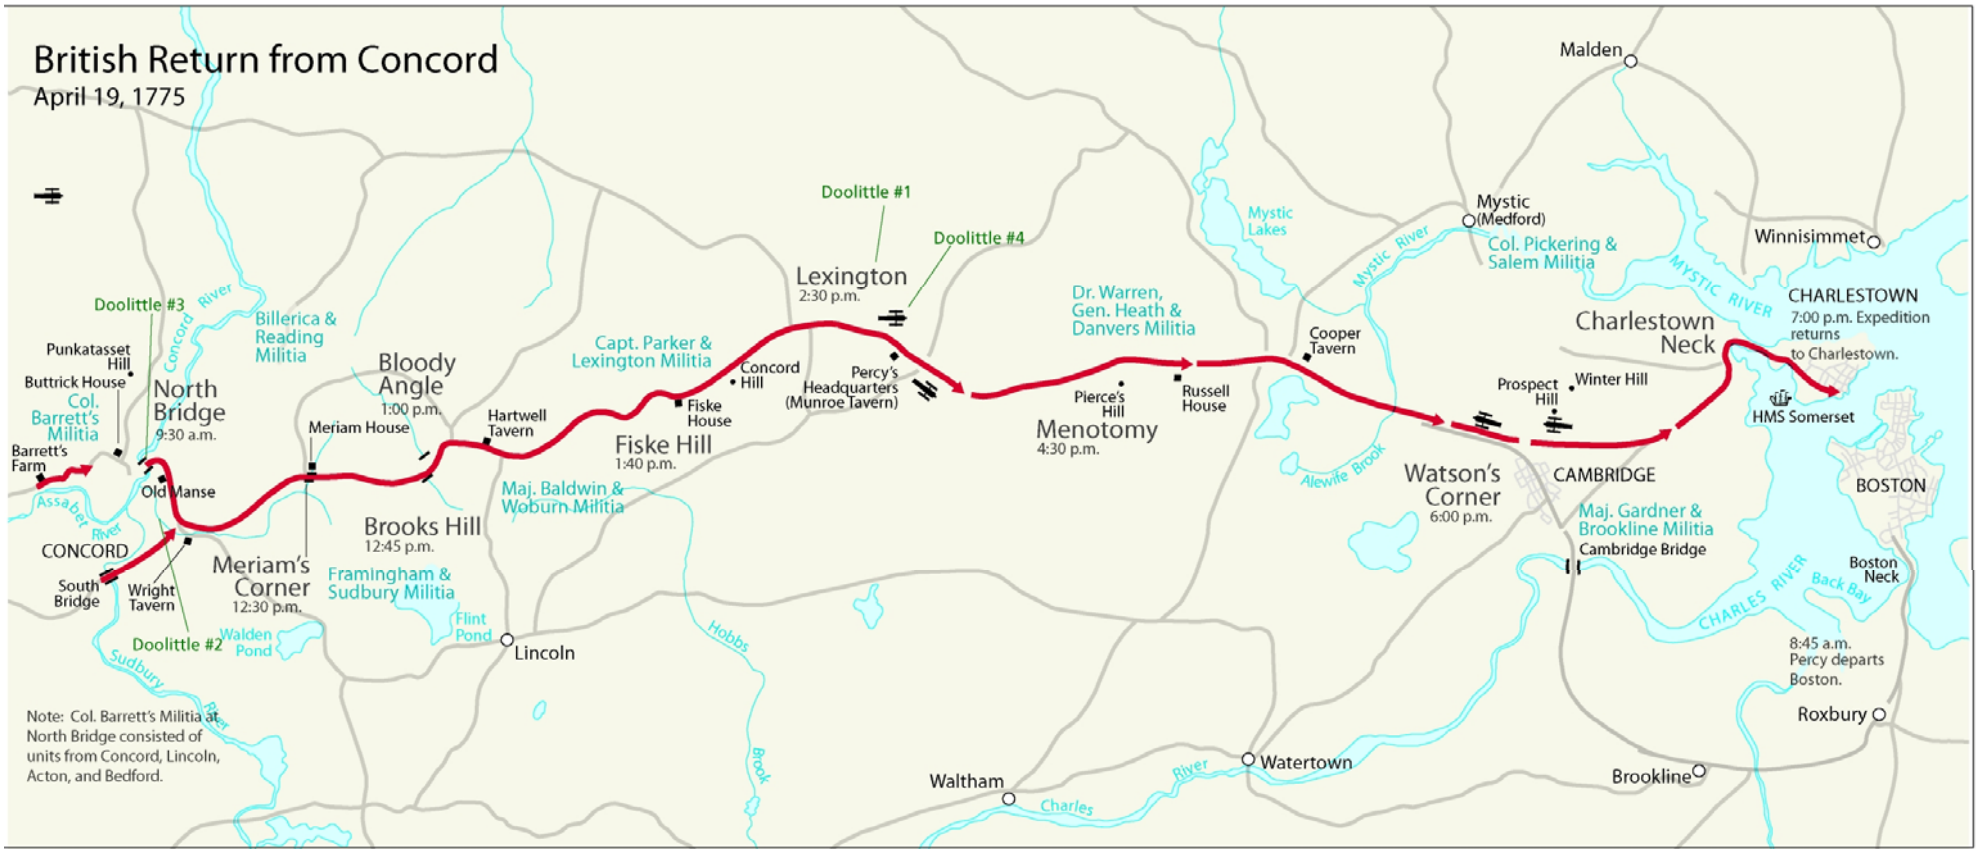 British Return from Concord
April 19, 1775
Malden
Doolittle #1
Doolittle #4
Mystic
(Medford)
Mystic
Lakes
Mystic River
Col. Pickering &
Salem Militia
Winnisimmet
MYSTIC RIVER
Lexington
2:30 p.m.
Doolittle #3
Concord River
Billerica &
Reading
Militia
Dr. Warren,
Gen. Heath &
Danvers Militia
CHARLESTOWN
7:00 p.m. Expedition
returns
to Charlestown.
Charlestown
Neck
Cooper
Tavern
Punkatasset
Hill
Buttrick House
Col.
Barrett's
Militia
Barrett's
Farm
North
Bridge
9:30 a.m.
Bloody
Angle
1:00 p.m.
Capt. Parker &
Lexington Militia
Concord
Hill
Percy's
Headquarters
(Munroe Tavern)
Pierce's
Hill
Russell
House
Prospect
Hill
Winter Hill
HMS Somerset
Meriam House
Hartwell
Tavern
Fiske
House
Fiske Hill
1:40 p.m.
Menotomy
4:30 p.m.
Alewife Brook
Watson's
Corner
6:00 p.m.
CAMBRIDGE
BOSTON
Old Manse
Assabet
River
CONCORD
South
Bridge
Wright
Tavern
Meriam's
Corner
12:30 p.m.
Brooks Hill
12:45 p.m.
Maj. Baldwin &
Woburn Militia
Maj. Gardner &
Brookline Militia
Cambridge Bridge
Boston
Neck
Framingham &
Sudbury Militia
CHARLES RIVER
Back Bay
Doolittle #2
Walden
Pond
Flint
Pond
Lincoln
Hobbs
Brook
Sudbury
River
8:45 a.m.
Percy departs
Boston.
Roxbury
Note: Col. Barrett's Militia at
North Bridge consisted of
units from Concord, Lincoln,
Acton, and Bedford.
Waltham
Charles
River
Watertown
Brookline